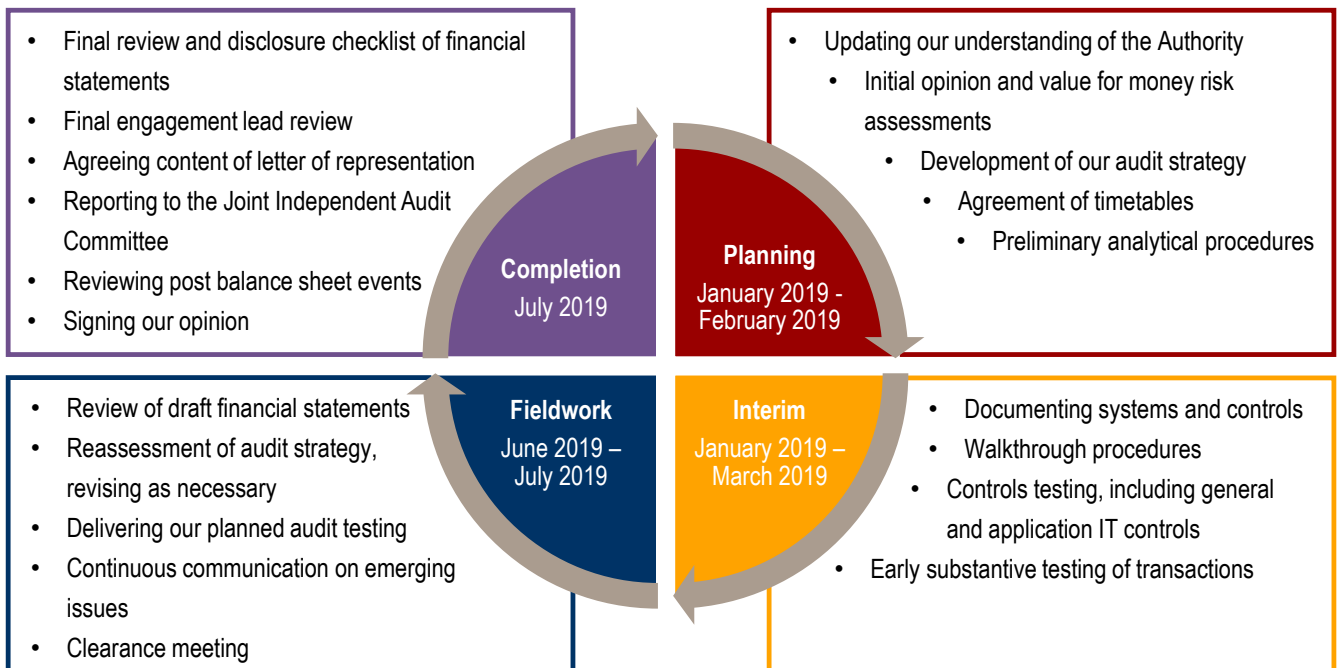 • Final review and disclosure checklist of financial
statements
• Final engagement lead review
• Agreeing content of letter of representation
• Reporting to the Joint Independent Audit
Committee
• Reviewing post balance sheet events
• Signing our opinion
Completion
July 2019
• Updating our understanding of the Authority
• Initial opinion and value for money risk
assessments
• Development of our audit strategy
• Agreement of timetables
• Preliminary analytical procedures
Planning
January 2019 -
February 2019
• Review of draft financial statements
• Reassessment of audit strategy,
revising as necessary
• Delivering our planned audit testing
• Continuous communication on emerging
issues
• Clearance meeting
Fieldwork
June 2019 –
July 2019
Interim
January 2019 –
March 2019
• Documenting systems and controls
• Walkthrough procedures
• Controls testing, including general
and application IT controls
• Early substantive testing of transactions